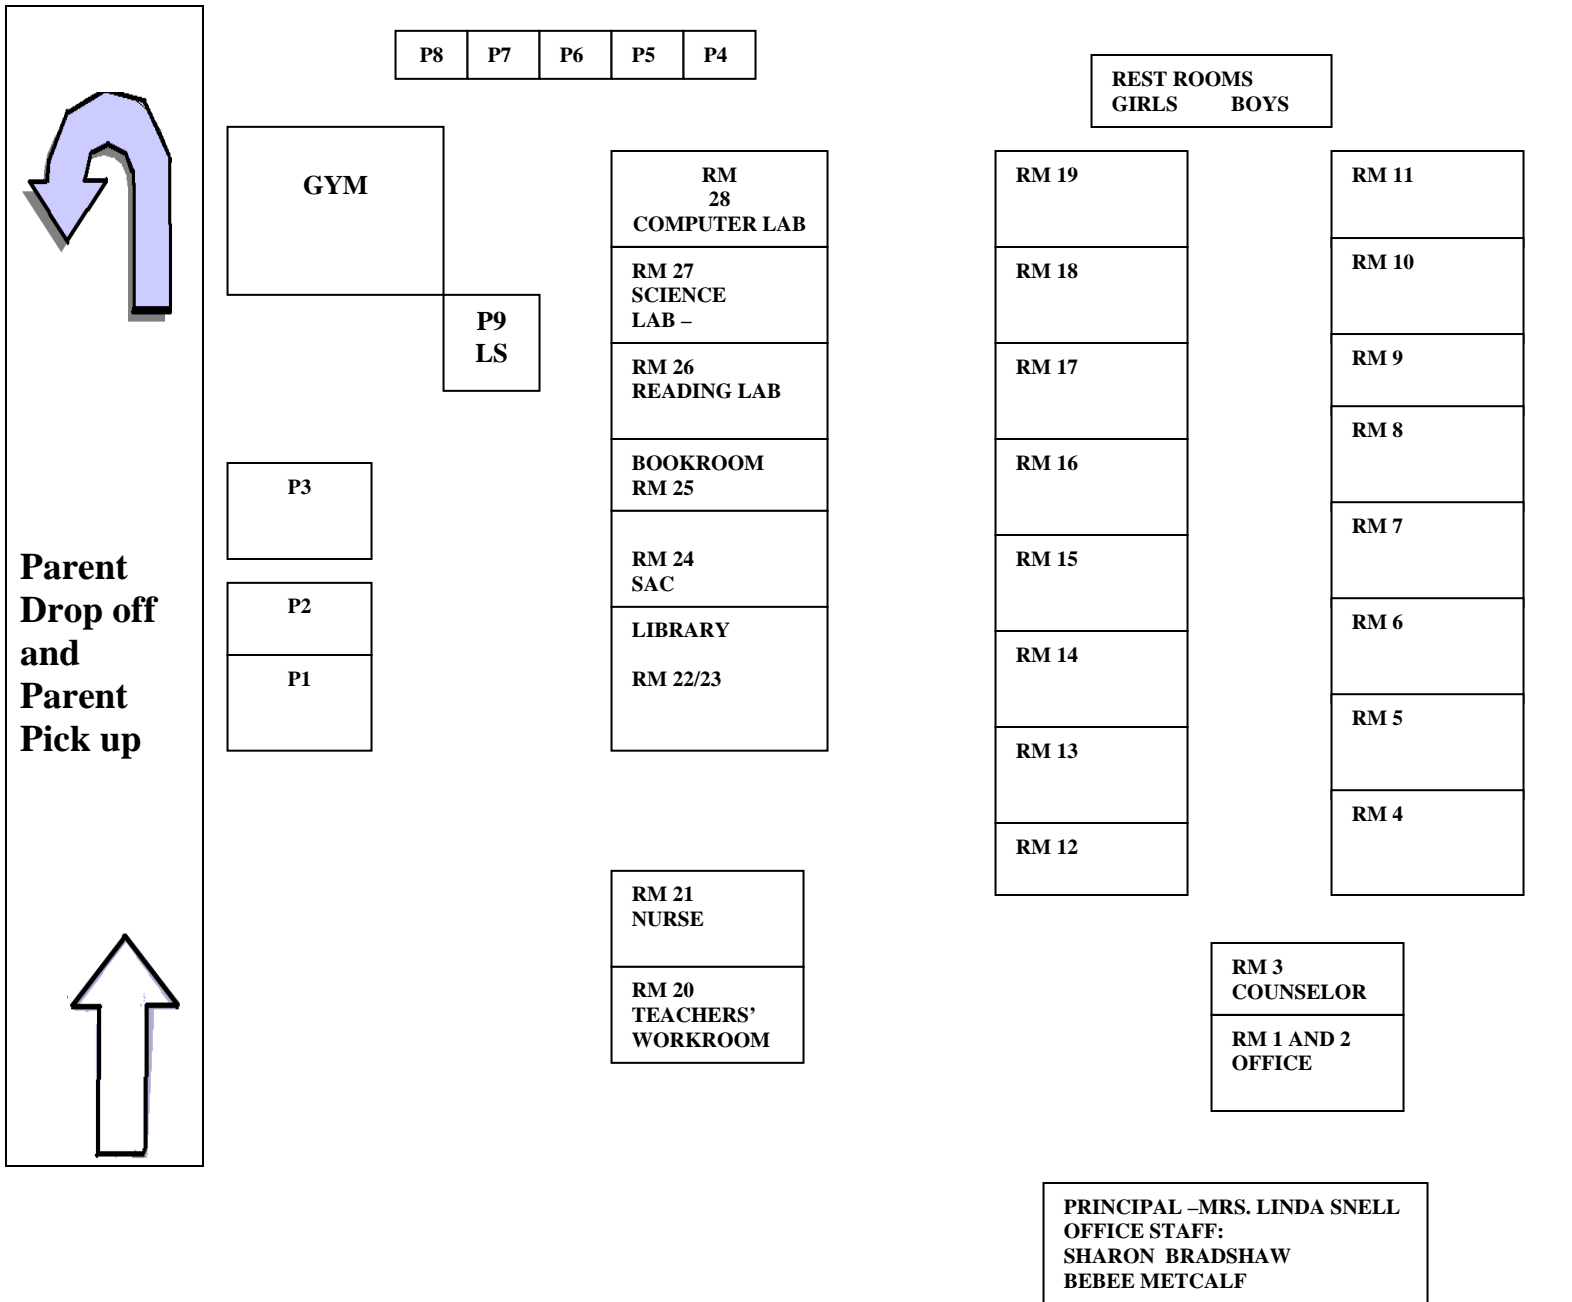 P8 P7 P6 P5 P4
REST ROOMS
GIRLS BOYS
GYM
P9
LS
P3
P2
P1
Parent
Drop off
and
Parent
Pick up
RM
28
COMPUTER LAB
RM 27
SCIENCE
LAB –
RM 26
READING LAB
BOOKROOM
RM 25
RM 24
SAC
LIBRARY
RM 22/23
RM 21
NURSE
RM 20
TEACHERS’
WORKROOM
RM 19
RM 18
RM 17
RM 16
RM 15
RM 14
RM 13
RM 12
RM 11
RM 10
RM 9
RM 8
RM 7
RM 6
RM 5
RM 4
RM 3
COUNSELOR
RM 1 AND 2
OFFICE
PRINCIPAL –MRS. LINDA SNELL
OFFICE STAFF:
SHARON BRADSHAW
BEBEE METCALF